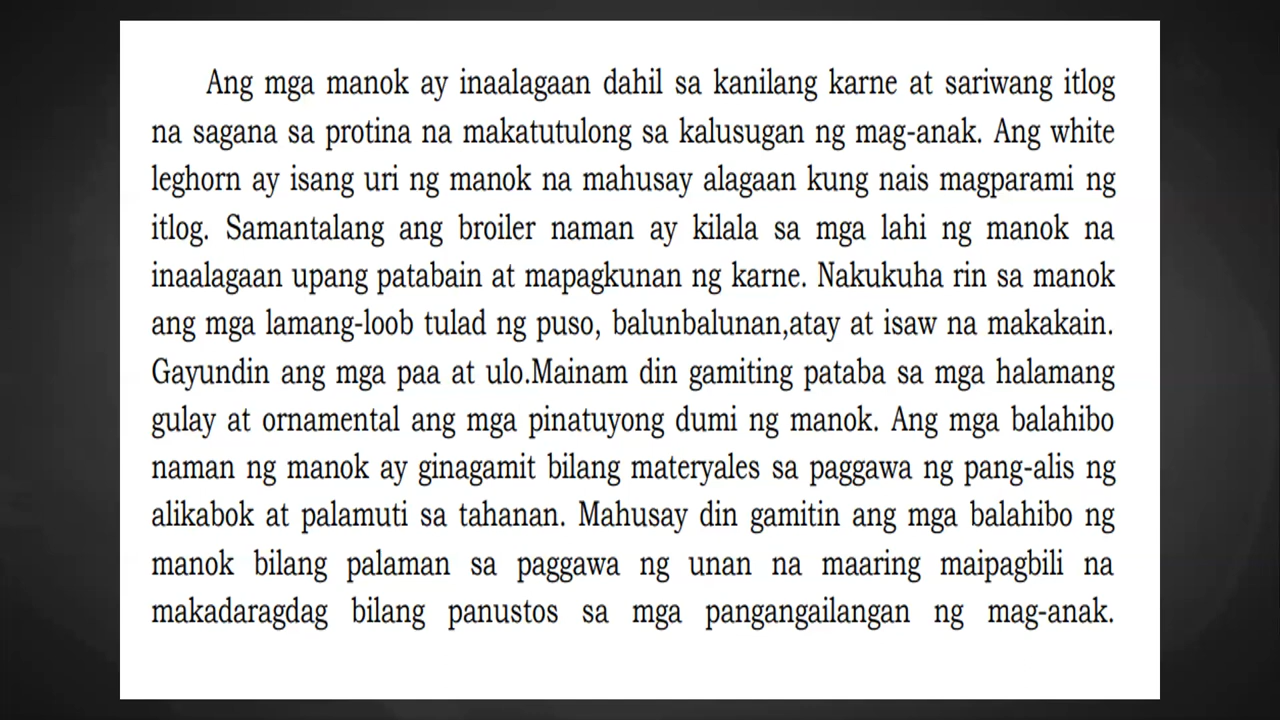 Ang mga manok ay inaalagaan dahil sa kanilang karne at sariwang itlog
na sagana sa protina na makatutulong sa kalusugan ng mag-anak. Ang white
leghorn ay isang uri ng manok na mahusay alagaan kung nais magparami ng
itlog. Samantalang ang broiler naman ay kilala sa mga lahi ng manok na
inaalagaan upang patabain at mapagkunan ng karne. Nakukuha rin sa manok
ang mga lamang-loob tulad ng puso, balunbalunan,atay at isaw na makakain.
Gayundin ang mga paa at ulo.Mainam din gamiting pataba sa mga halamang
gulay at ornamental ang mga pinatuyong dumi ng manok. Ang mga balahibo
naman ng manok ay ginagamit bilang materyales sa paggawa ng pang-alis ng
alikabok at palamuti sa tahanan. Mahusay din gamitin ang mga balahibo ng
manok bilang palaman sa paggawa ng unan na maaring maipagbili na
makadaragdag bilang panustos sa mga pangangailangan ng mag-anak.